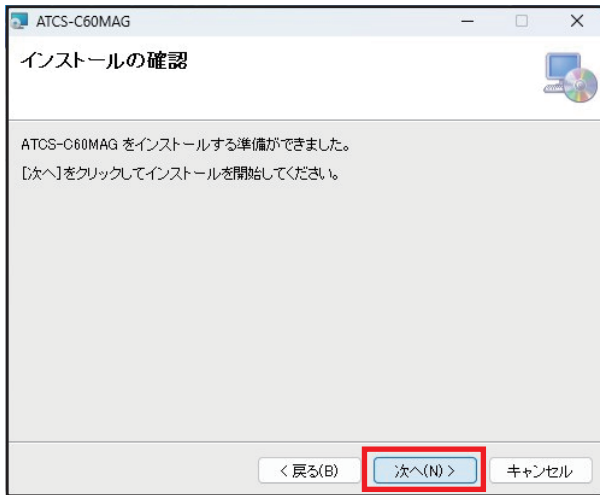 ATCS-C60MAG
インストールの確認
ATCS-C60MAG をインストールする準備ができました。
[次へ]をクリックしてインストールを開始してください。
< 戻る(B)
次へ(N) >
キャンセル